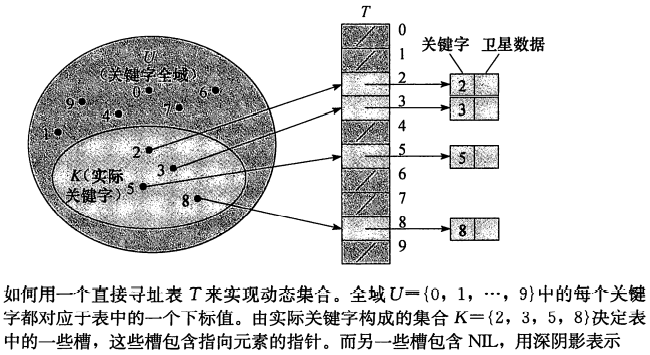 T
U
(关键字全域)
0
6
9
4
7
1
2
K(实际
关键字)
3
5
8
0
1
2
3
4
5
6
7
8
9
关键字 卫星数据
2
3
5
8
如何用一个直接寻址表 T 来实现动态集合。全域U={0, 1, …, 9}中的每个关键
字都对应于表中的一个下标值。由实际关键字构成的集合 K={2, 3, 5, 8}决定表
中的一些槽，这些槽包含指向元素的指针。而另一些槽包含 NIL，用深阴影表示